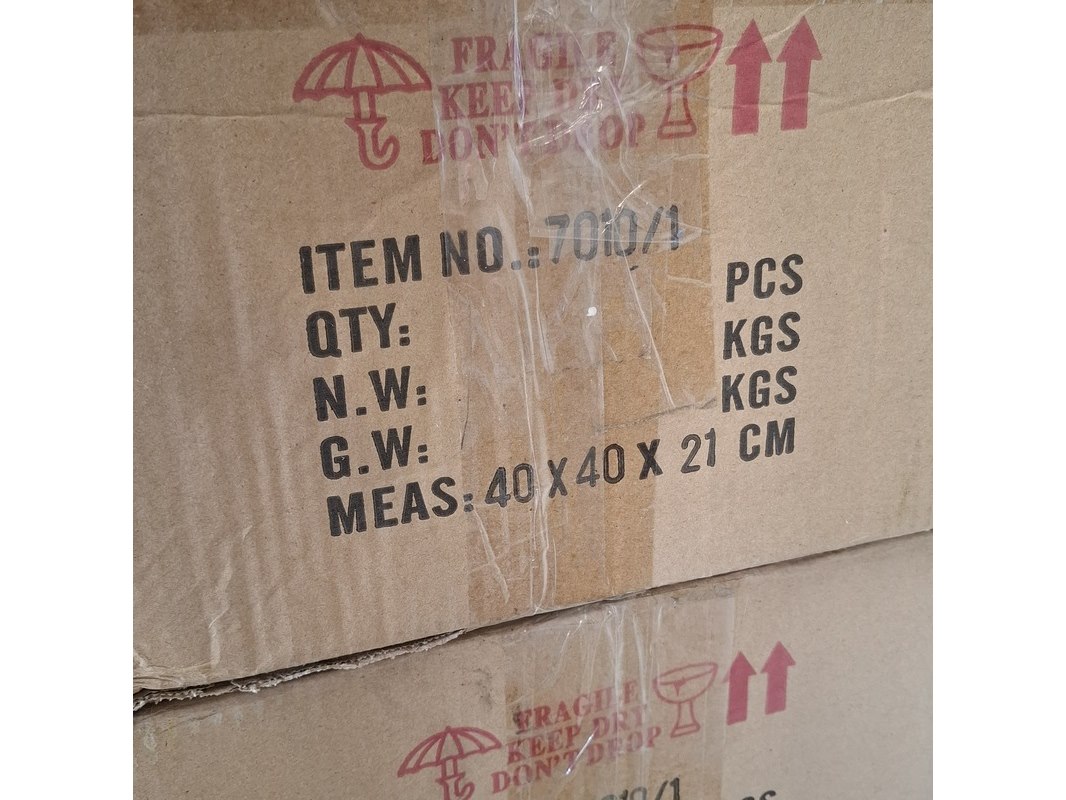 FRAGILE
KEEP DRY
DON'T DROP
ITEM NO.:7010/1
QTY: PCS
N.W: KGS
G.W: KGS
MEAS: 40 X 40 X 21 CM
FRAGILE
KEEP DRY
DON'T DROP